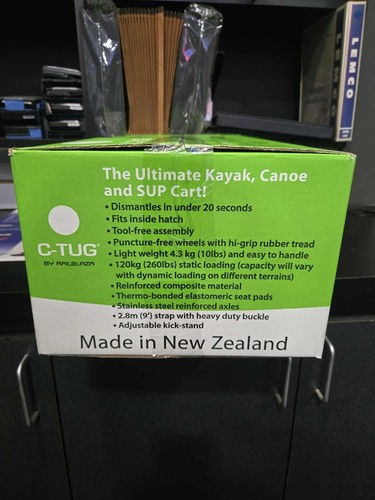 LEMCO
The Ultimate Kayak, Canoe
and SUP Cart!
• Dismantles in under 20 seconds
• Fits inside hatch
• Tool-free assembly
• Puncture-free wheels with hi-grip rubber tread
• Light weight 4.3 kg (10lbs) and easy to handle
• 120kg (260lbs) static loading (capacity will vary
with dynamic loading on different terrains)
• Reinforced composite material
• Thermo-bonded elastomeric seat pads
• Stainless steel reinforced axles
• 2.8m (9') strap with heavy duty buckle
• Adjustable kick-stand
C-TUG
BY RAILBLAZA
Made in New Zealand